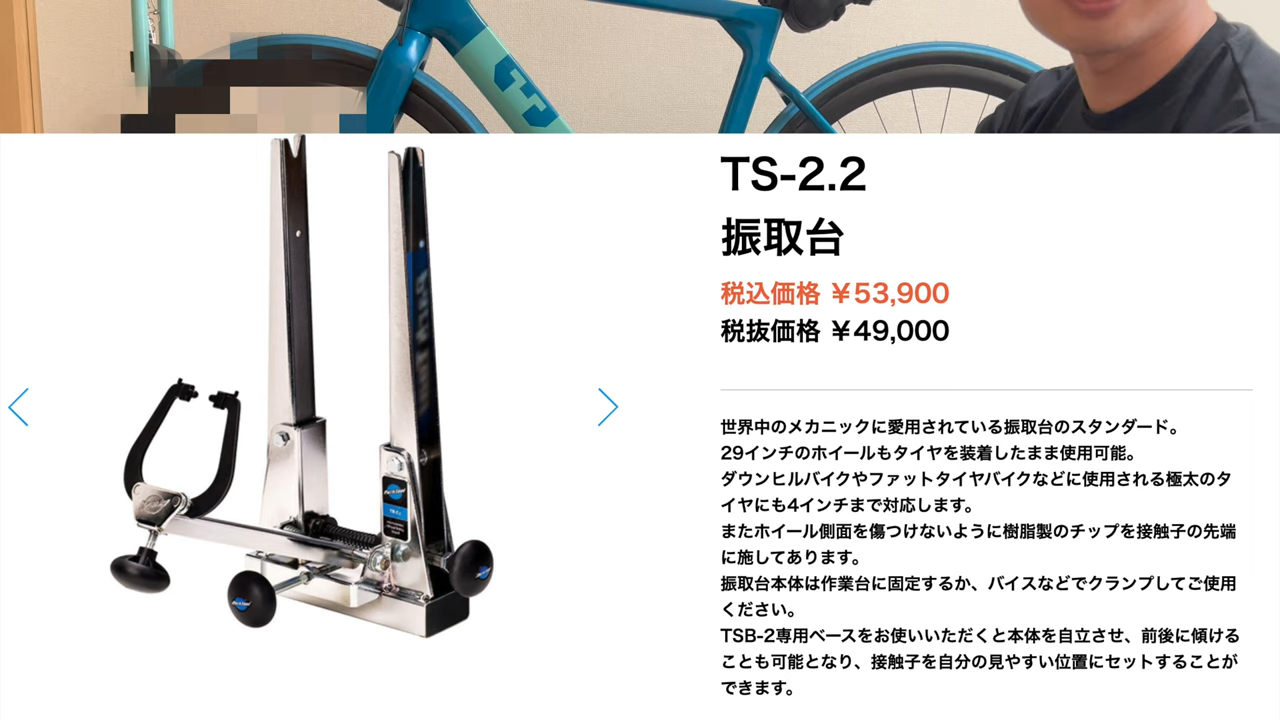 TS-2.2
振取台
税込価格 ￥53,900
税抜価格 ￥49,000
世界中のメカニックに愛用されている振取台のスタンダード。
29インチのホイールもタイヤを装着したまま使用可能。
ダウンヒルバイクやファットタイヤバイクなどに使用される極太のタ
イヤにも4インチまで対応します。
またホイール側面を傷つけないように樹脂製のチップを接触子の先端
に施してあります。
振取台本体は作業台に固定するか、バイスなどでクランプしてご使用
ください。
TSB-2専用ベースをお使いいただくと本体を自立させ、前後に傾ける
ことも可能となり、接触子を自分の見やすい位置にセットすることが
できます。